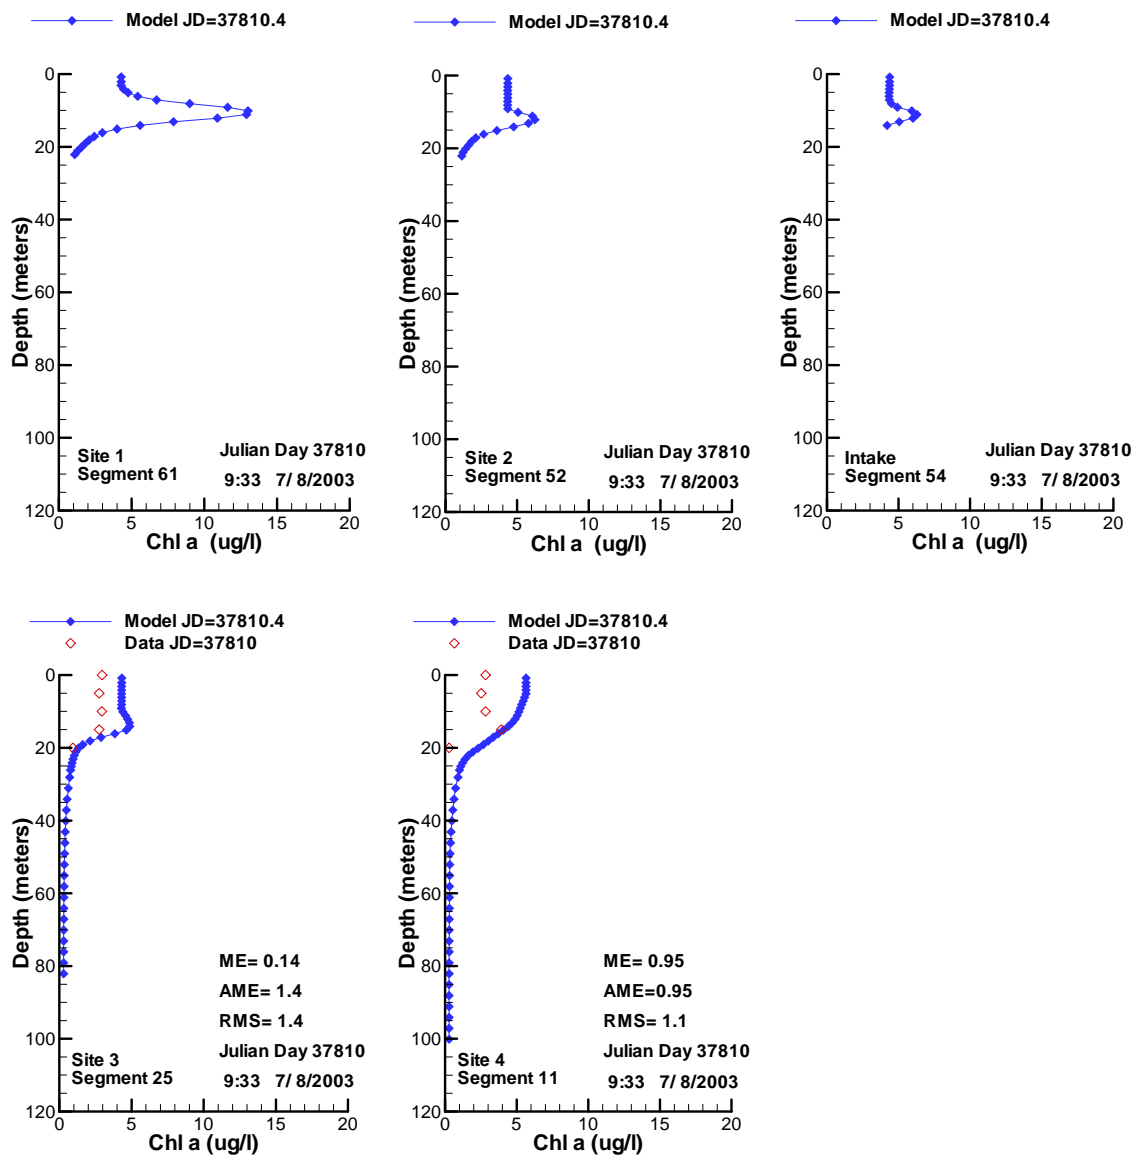 Model JD=37810.4
0
20
40
60
80
100
120
Depth (meters)
Site 1
Segment 61
Julian Day 37810
9:33 7/ 8/2003
0 5 10 15 20
Chl a (ug/l)
Model JD=37810.4
0
20
40
60
80
100
120
Depth (meters)
Site 2
Segment 52
Julian Day 37810
9:33 7/ 8/2003
0 5 10 15 20
Chl a (ug/l)
Model JD=37810.4
0
20
40
60
80
100
120
Depth (meters)
Intake
Segment 54
Julian Day 37810
9:33 7/ 8/2003
0 5 10 15 20
Chl a (ug/l)
Model JD=37810.4
Data JD=37810
0
20
40
60
80
100
120
Depth (meters)
ME= 0.14
AME= 1.4
RMS= 1.4
Site 3
Segment 25
Julian Day 37810
9:33 7/ 8/2003
0 5 10 15 20
Chl a (ug/l)
Model JD=37810.4
Data JD=37810
0
20
40
60
80
100
120
Depth (meters)
ME= 0.95
AME=0.95
RMS= 1.1
Site 4
Segment 11
Julian Day 37810
9:33 7/ 8/2003
0 5 10 15 20
Chl a (ug/l)